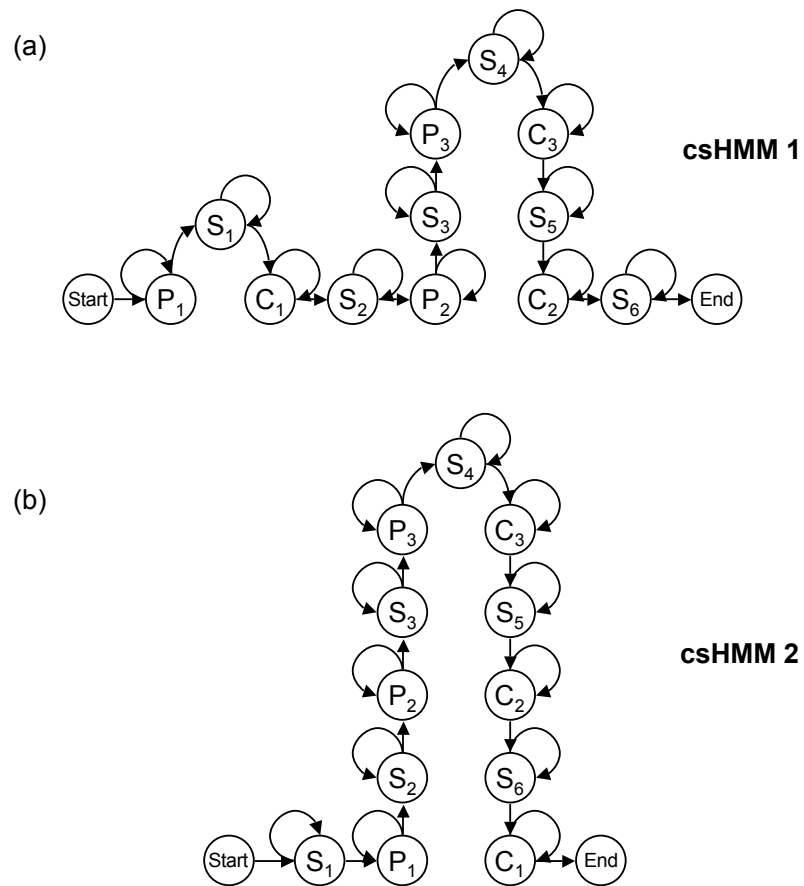 (a)
S₄
P₃
C₃
csHMM 1
S₃
S₅
S₁
Start
P₁
C₁
S₂
P₂
C₂
S₆
End
(b)
S₄
P₃
C₃
S₃
S₅
csHMM 2
P₂
C₂
S₂
S₆
Start
S₁
P₁
C₁
End